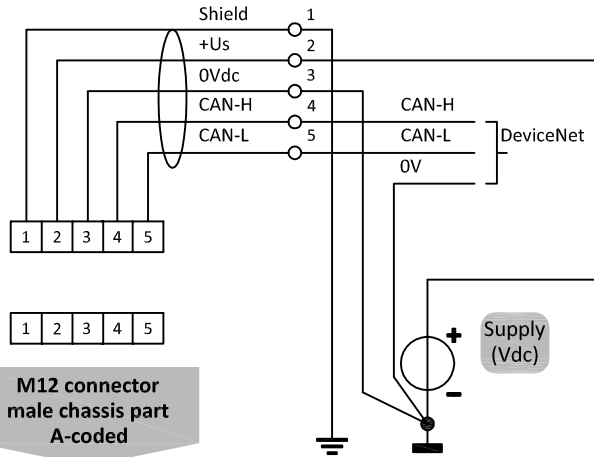 Shield 1
+Us 2
0Vdc 3
CAN-H 4 CAN-H
CAN-L 5 CAN-L DeviceNet
0V
1 2 3 4 5
1 2 3 4 5
+ Supply
(Vdc)
−
M12 connector
male chassis part
A-coded